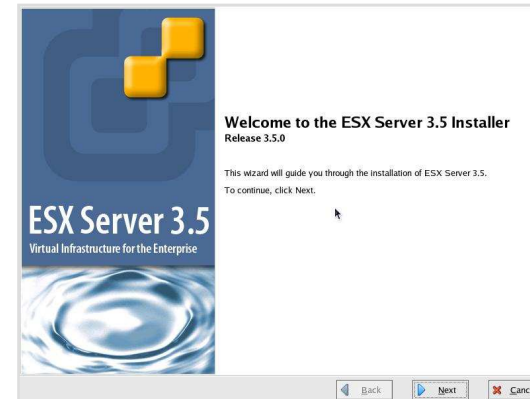 Welcome to the ESX Server 3.5 Installer
Release 3.5.0
This wizard will guide you through the installation of ESX Server 3.5.
To continue, click Next.
ESX Server 3.5
Virtual Infrastructure for the Enterprise
Back
Next
Canc